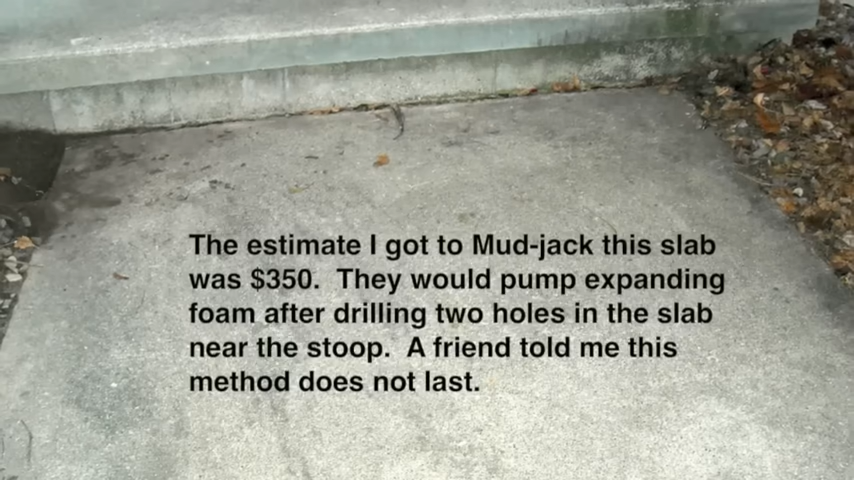 The estimate I got to Mud-jack this slab
was $350.  They would pump expanding
foam after drilling two holes in the slab
near the stoop.  A friend told me this
method does not last.